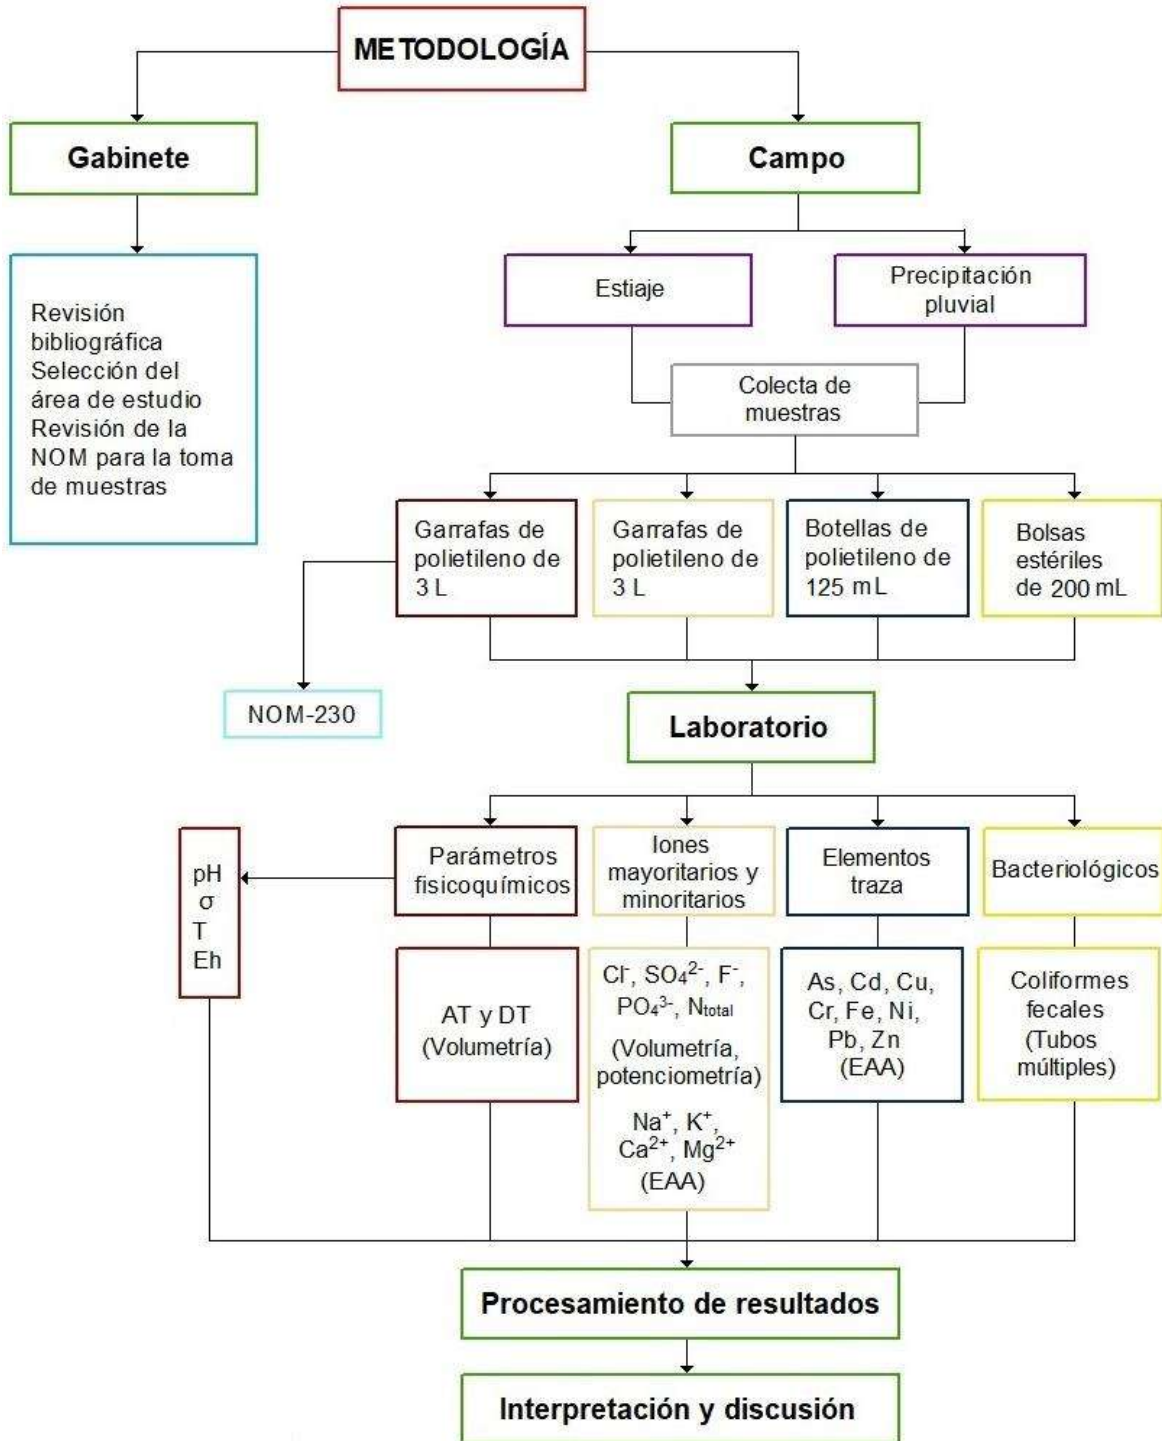 METODOLOGÍA
Gabinete
Campo
Revisión
bibliográfica
Selección del
área de estudio
Revisión de la
NOM para la toma
de muestras
Estiaje
Precipitación
pluvial
Colecta de
muestras
Garrafas de
polietileno de
3 L
Garrafas de
polietileno de
3 L
Botellas de
polietileno de
125 mL
Bolsas
estériles
de 200 mL
NOM-230
Laboratorio
pH
σ
T
Eh
Parámetros
fisicoquímicos
Iones
mayoritarios y
minoritarios
Elementos
traza
Bacteriológicos
AT y DT
(Volumetría)
Cl⁻, SO₄²⁻, F⁻,
PO₄³⁻, Ntotal
(Volumetría,
potenciometría)
Na⁺, K⁺,
Ca²⁺, Mg²⁺
(EAA)
As, Cd, Cu,
Cr, Fe, Ni,
Pb, Zn
(EAA)
Coliformes
fecales
(Tubos
múltiples)
Procesamiento de resultados
Interpretación y discusión